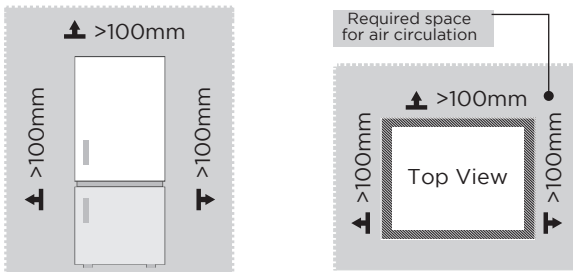 >100mm
>100mm
>100mm
Required space
for air circulation
>100mm
>100mm
Top View
>100mm